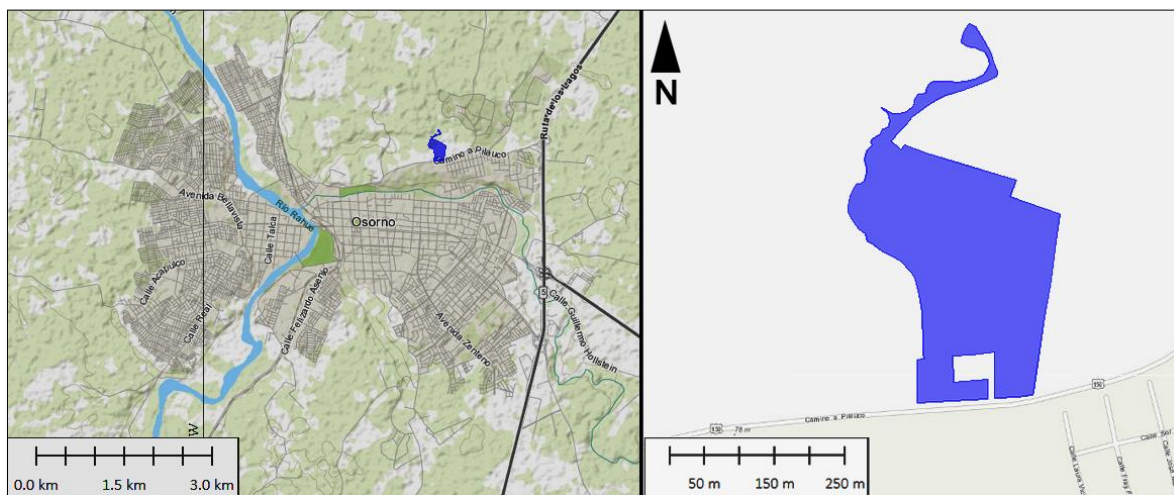 Ruta de los Lagos
Camino a Pilauco
Avenida Bellavista
Río Rahue
Osorno
Calle Talca
Calle Acapulco
Calle Real
Calle Felizardo Asenjo
Avenida Zenteno
5
Calle Guillermo Hollstein
W
0.0 km 1.5 km 3.0 km
N
Camino a Pilauco
78 m
50 m 150 m 250 m